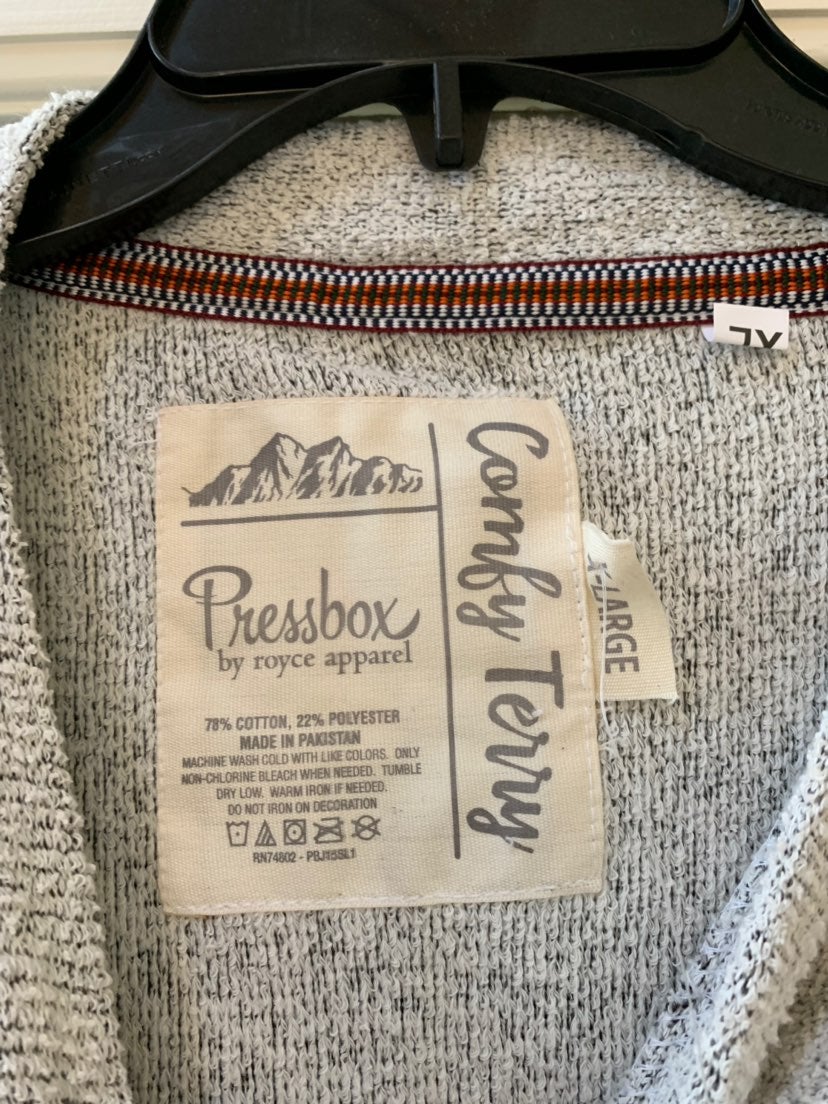 XL
Pressbox
by royce apparel
78% COTTON, 22% POLYESTER
MADE IN PAKISTAN
MACHINE WASH COLD WITH LIKE COLORS. ONLY
NON-CHLORINE BLEACH WHEN NEEDED. TUMBLE
DRY LOW. WARM IRON IF NEEDED.
DO NOT IRON ON DECORATION
RN74802 - PBJ18SL1
Comfy Terry
X-LARGE